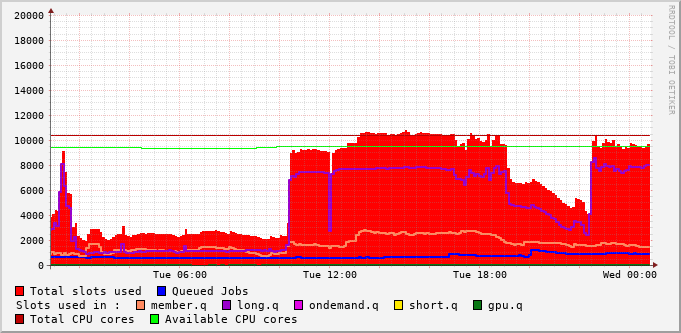 20000
18000
16000
14000
12000
10000
8000
6000
4000
2000
0
Tue 06:00 Tue 12:00 Tue 18:00 Wed 00:00
RRDTOOL / TOBI OETIKER
Total slots used Queued Jobs
Slots used in : member.q long.q ondemand.q short.q gpu.q
Total CPU cores Available CPU cores